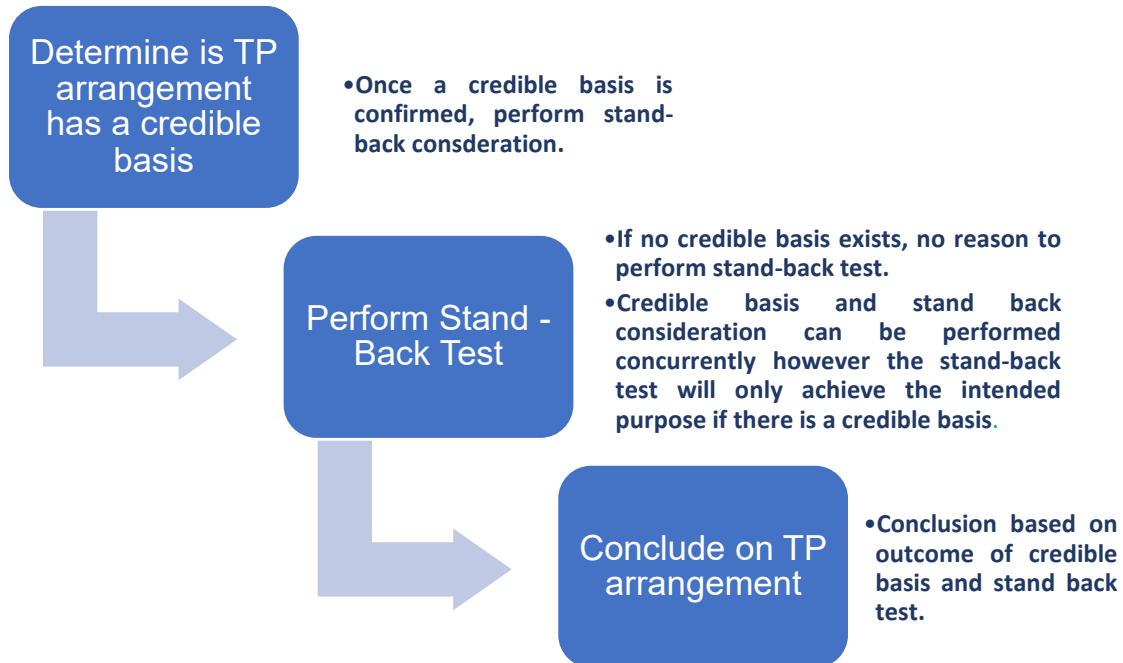 Determine is TP
arrangement
has a credible
basis
•Once a credible basis is
confirmed, perform stand-
back consderation.
Perform Stand -
Back Test
•If no credible basis exists, no reason to
perform stand-back test.
•Credible basis and stand back
consideration can be performed
concurrently however the stand-back
test will only achieve the intended
purpose if there is a credible basis.
Conclude on TP
arrangement
•Conclusion based on
outcome of credible
basis and stand back
test.